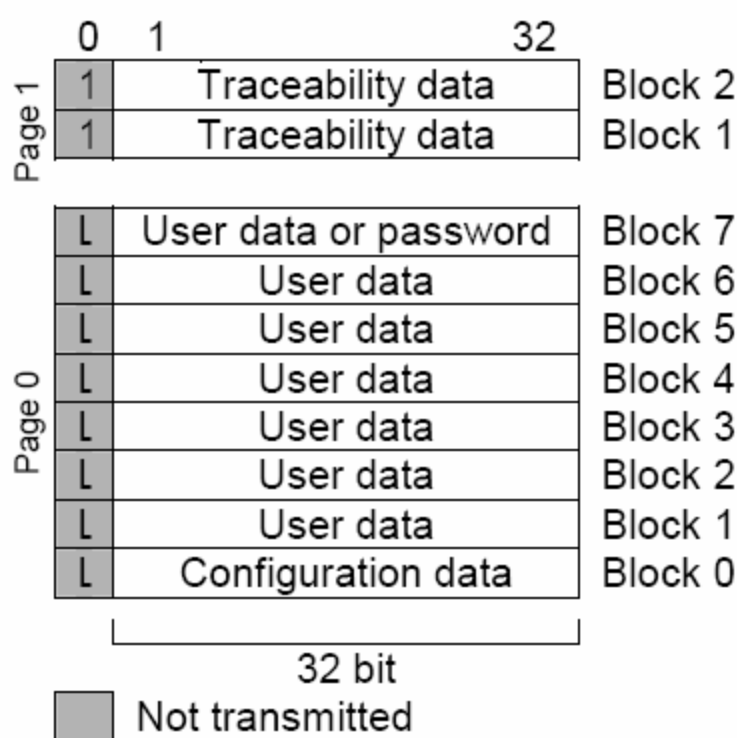 0 1 32
Page 1
1 Traceability data Block 2
1 Traceability data Block 1
Page 0
L User data or password Block 7
L User data Block 6
L User data Block 5
L User data Block 4
L User data Block 3
L User data Block 2
L User data Block 1
L Configuration data Block 0
32 bit
Not transmitted